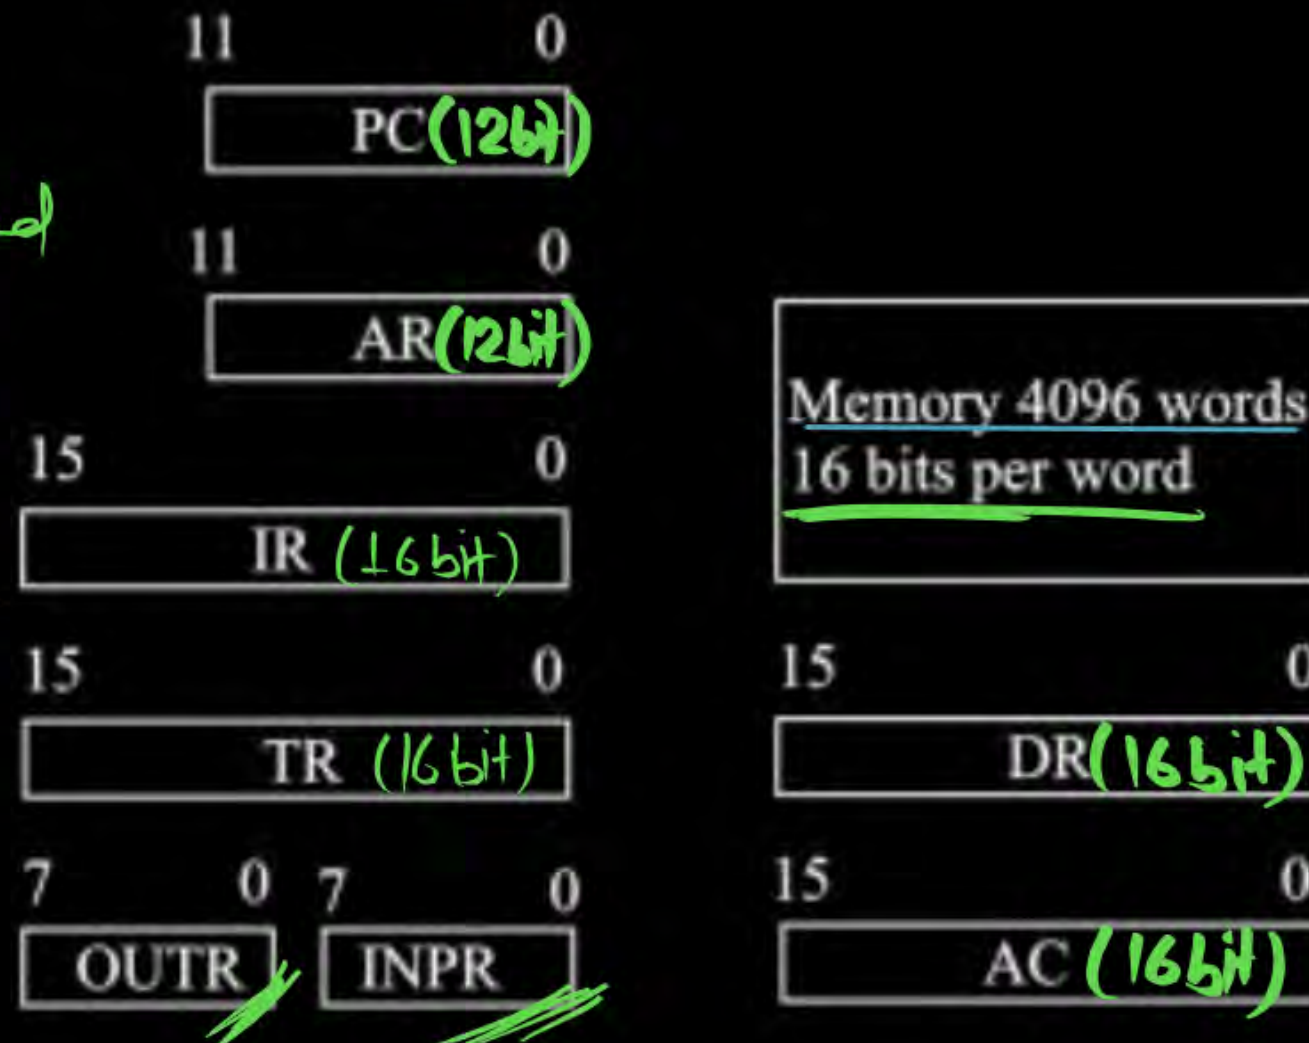 11 0
PC(12bit)
11 0
AR(12bit)
15 0
IR (16bit)
15 0
TR (16bit)
7 0
OUTR
7 0
INPR
Memory 4096 words
16 bits per word
15 0
DR(16bit)
15 0
AC (16bit)